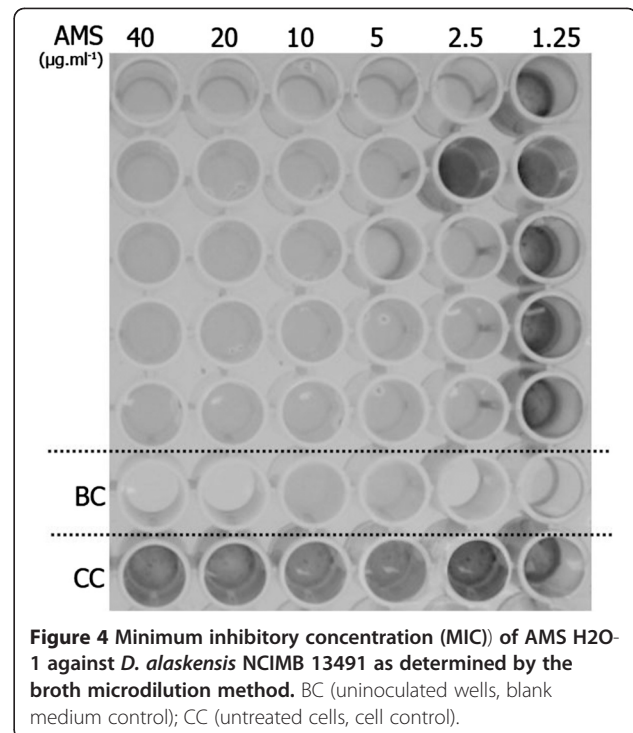 AMS 40 20 10 5 2.5 1.25
(µg.ml⁻¹)
BC
CC
Figure 4 Minimum inhibitory concentration (MIC)) of AMS H2O-
1 against D. alaskensis NCIMB 13491 as determined by the
broth microdilution method. BC (uninoculated wells, blank
medium control); CC (untreated cells, cell control).